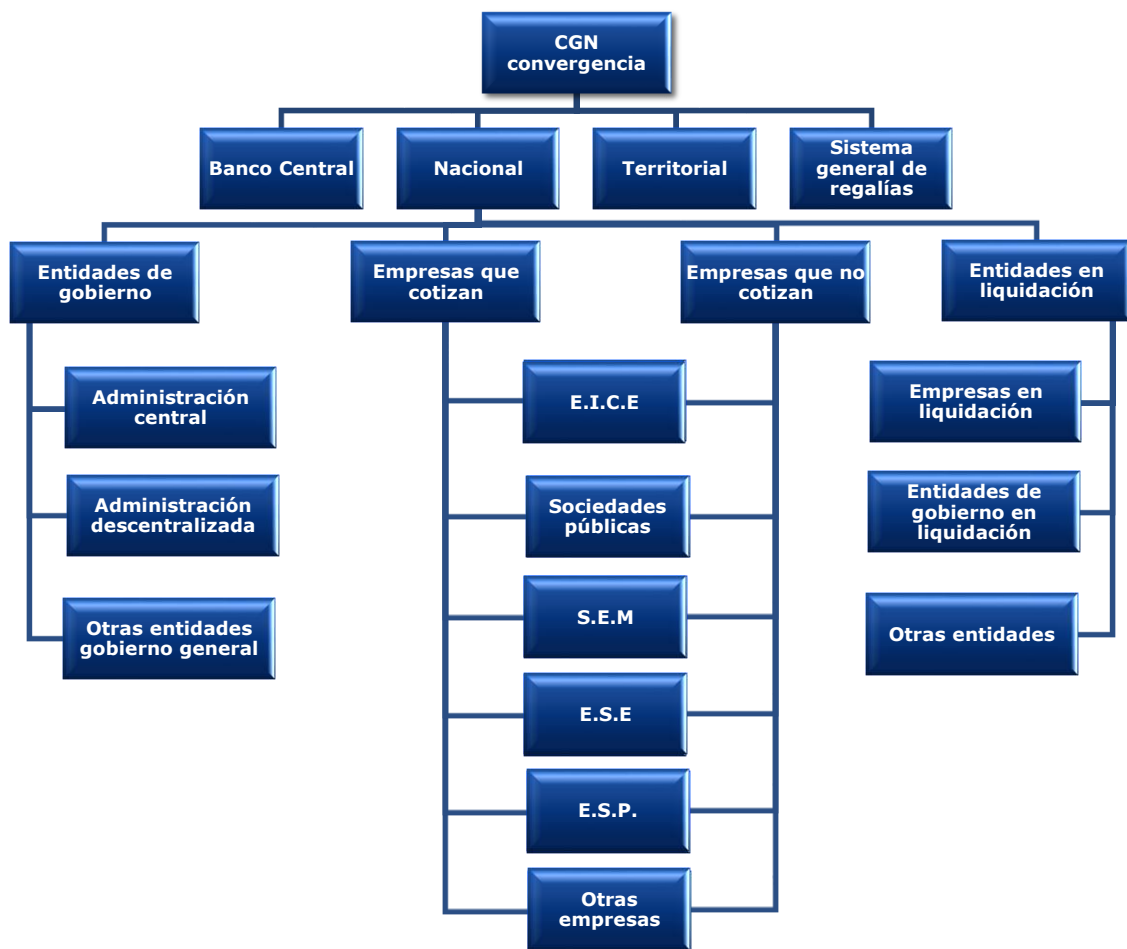 CGN
convergencia
Banco Central
Nacional
Territorial
Sistema
general de
regalías
Entidades de
gobierno
Empresas que
cotizan
Empresas que no
cotizan
Entidades en
liquidación
Administración
central
Administración
descentralizada
Otras entidades
gobierno general
E.I.C.E
Sociedades
públicas
S.E.M
E.S.E
E.S.P.
Otras
empresas
Empresas en
liquidación
Entidades de
gobierno en
liquidación
Otras entidades